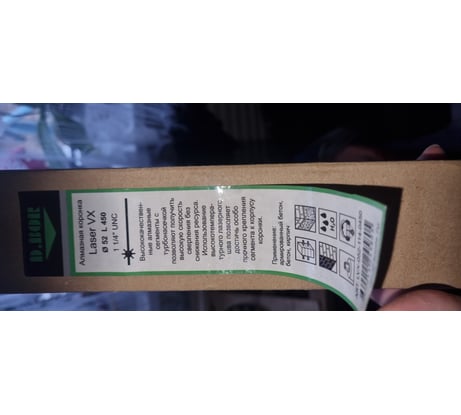 D.BOR
Алмазная коронка
Laser VX
Ø 52 L 450
1 1/4" UNC
Высококачествен-
ные алмазные
сегменты с
турбонасечкой
позволяют получить
высокую скорость
сверления без
снижения ресурса.
Использование
высокотемпера-
турного лазерного
шва позволяет
достичь особо
прочного крепления
сегмента к корпусу
коронки.
Применение:
армированный бетон,
бетон, кирпич
H₂O